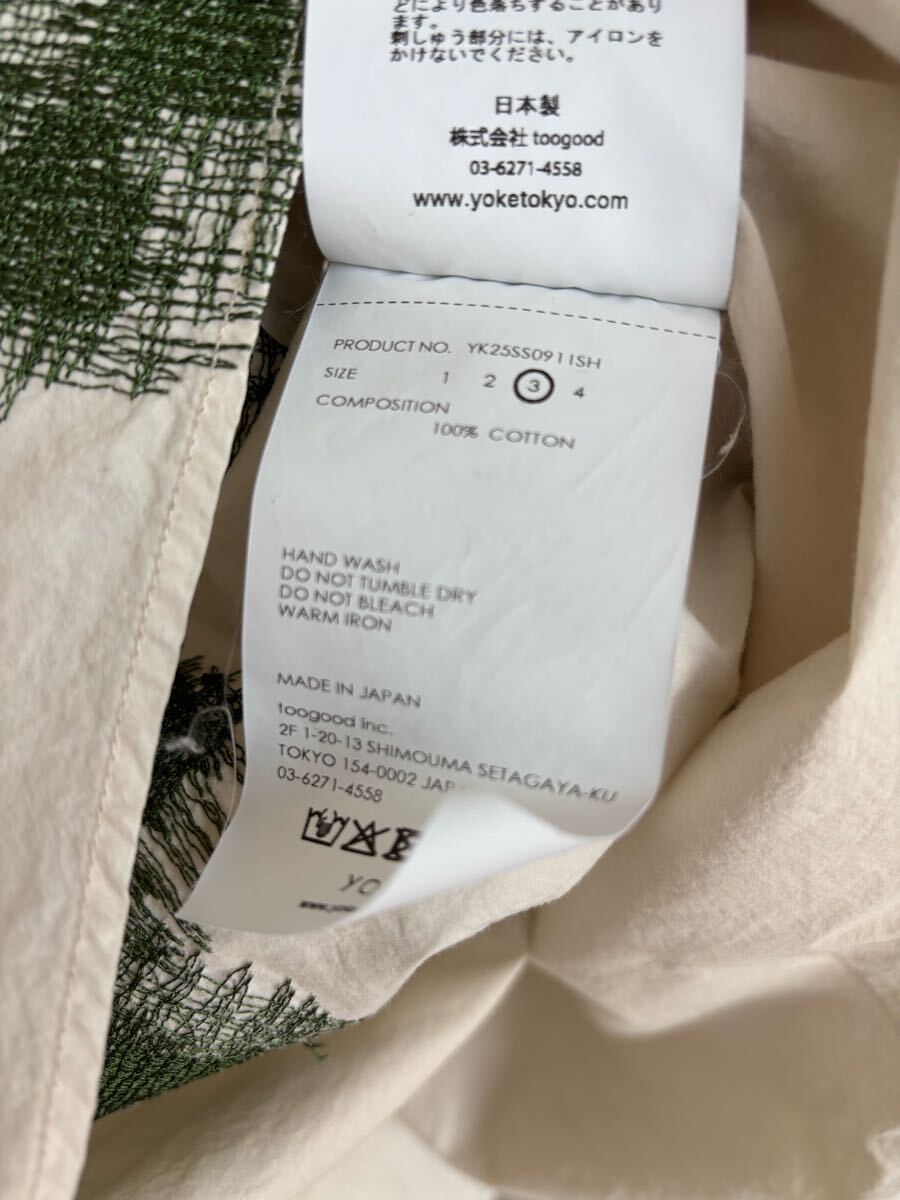 どにより色落ちすることがあり
ます。
刺しゅう部分には、アイロンを
かけないでください。
日本製
株式会社 toogood
03-6271-4558
www.yoketokyo.com
PRODUCT NO. YK25SS0911SH
SIZE 1 2 3 4
COMPOSITION
100% COTTON
HAND WASH
DO NOT TUMBLE DRY
DO NOT BLEACH
WARM IRON
MADE IN JAPAN
toogood inc.
2F 1-20-13 SHIMOUMA SETAGAYA-KU
TOKYO 154-0002 JAP
03-6271-4558
YO
www.yo